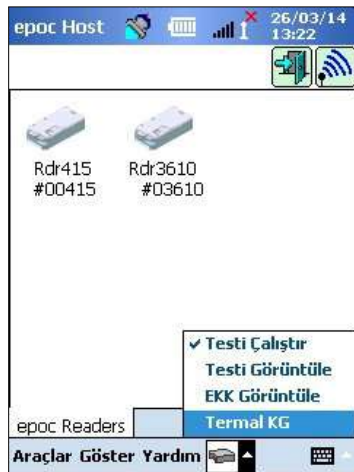 epoc Host
26/03/14
13:22
Rdr415
#00415
Rdr3610
#03610
Testi Çalıştır
Testi Görüntüle
EKK Görüntüle
Termal KG
epoc Readers
Araçlar Göster Yardım